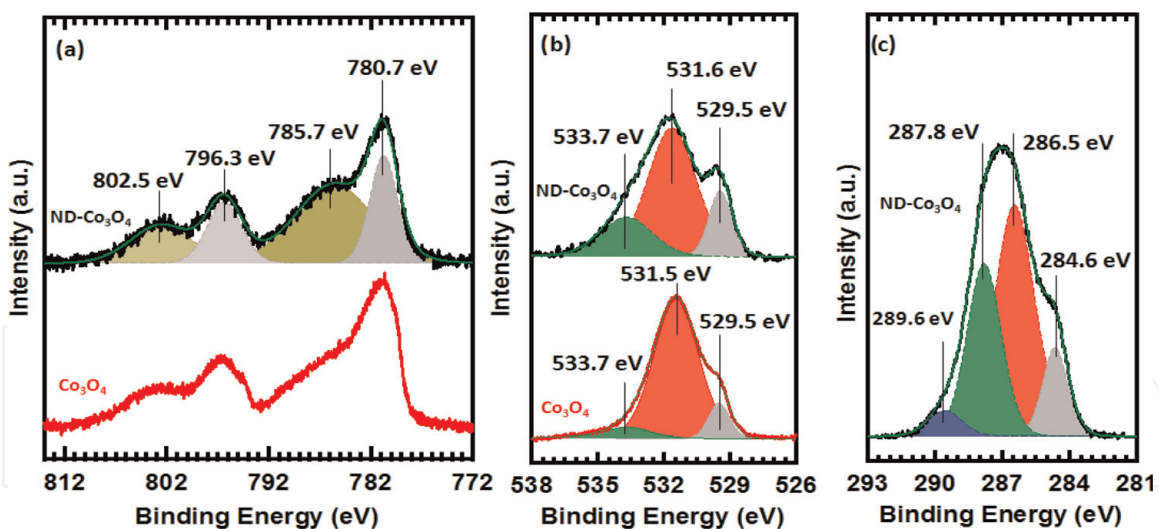 (a)
780.7 eV
785.7 eV
796.3 eV
802.5 eV
ND-Co₃O₄
Co₃O₄
Intensity (a.u.)
812 802 792 782 772
Binding Energy (eV)
(b)
531.6 eV
529.5 eV
533.7 eV
ND-Co₃O₄
531.5 eV
529.5 eV
533.7 eV
Co₃O₄
Intensity (a.u.)
538 535 532 529 526
Binding Energy (eV)
(c)
287.8 eV
286.5 eV
ND-Co₃O₄
284.6 eV
289.6 eV
Intensity (a.u.)
293 290 287 284 281
Binding Energy (eV)